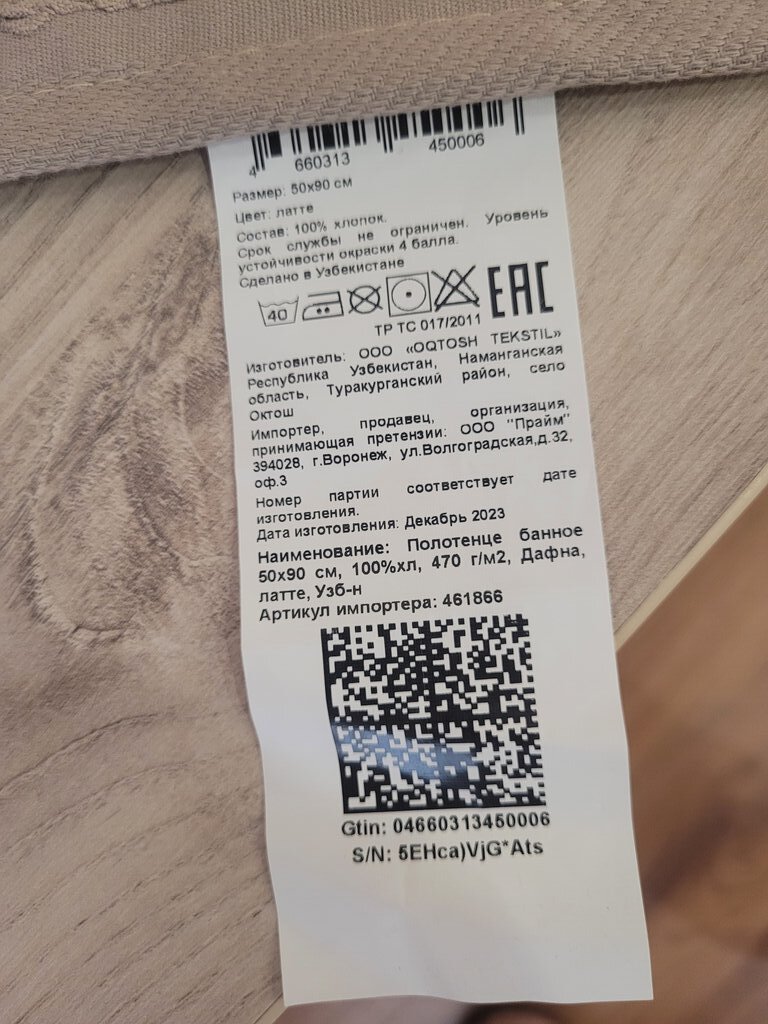 4 660313 450006
Размер: 50х90 см
Цвет: латте
Состав: 100% хлопок.
Срок службы не ограничен. Уровень
устойчивости окраски 4 балла.
Сделано в Узбекистане
40
EAC
ТР ТС 017/2011
Изготовитель: ООО «OQTOSH TEKSTIL»
Республика Узбекистан, Наманганская
область, Туракурганский район, село
Октош
Импортер, продавец, организация,
принимающая претензии: ООО "Прайм"
394028, г.Воронеж, ул.Волгоградская,д.32,
оф.3
Номер партии соответствует дате
изготовления.
Дата изготовления: Декабрь 2023
Наименование: Полотенце банное
50х90 см, 100%хл, 470 г/м2, Дафна,
латте, Узб-н
Артикул импортера: 461866
Gtin: 04660313450006
S/N: 5EHca)VjG*Ats